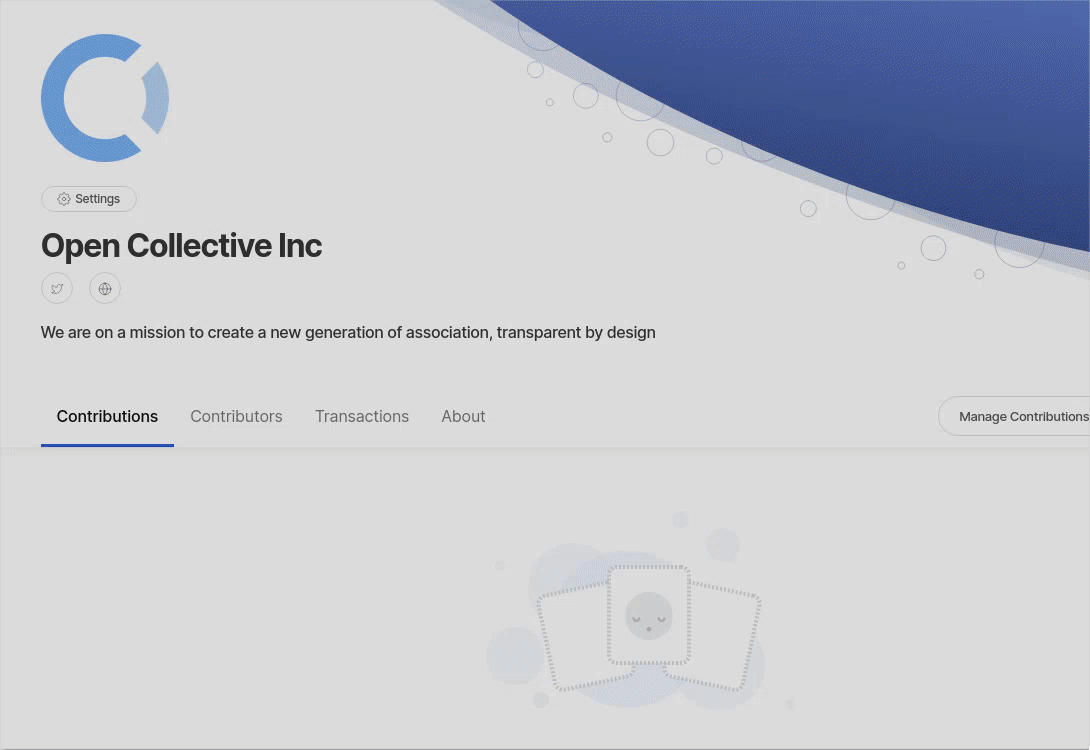 Settings
Open Collective Inc
We are on a mission to create a new generation of association, transparent by design
Contributions
Contributors
Transactions
About
Manage Contributions